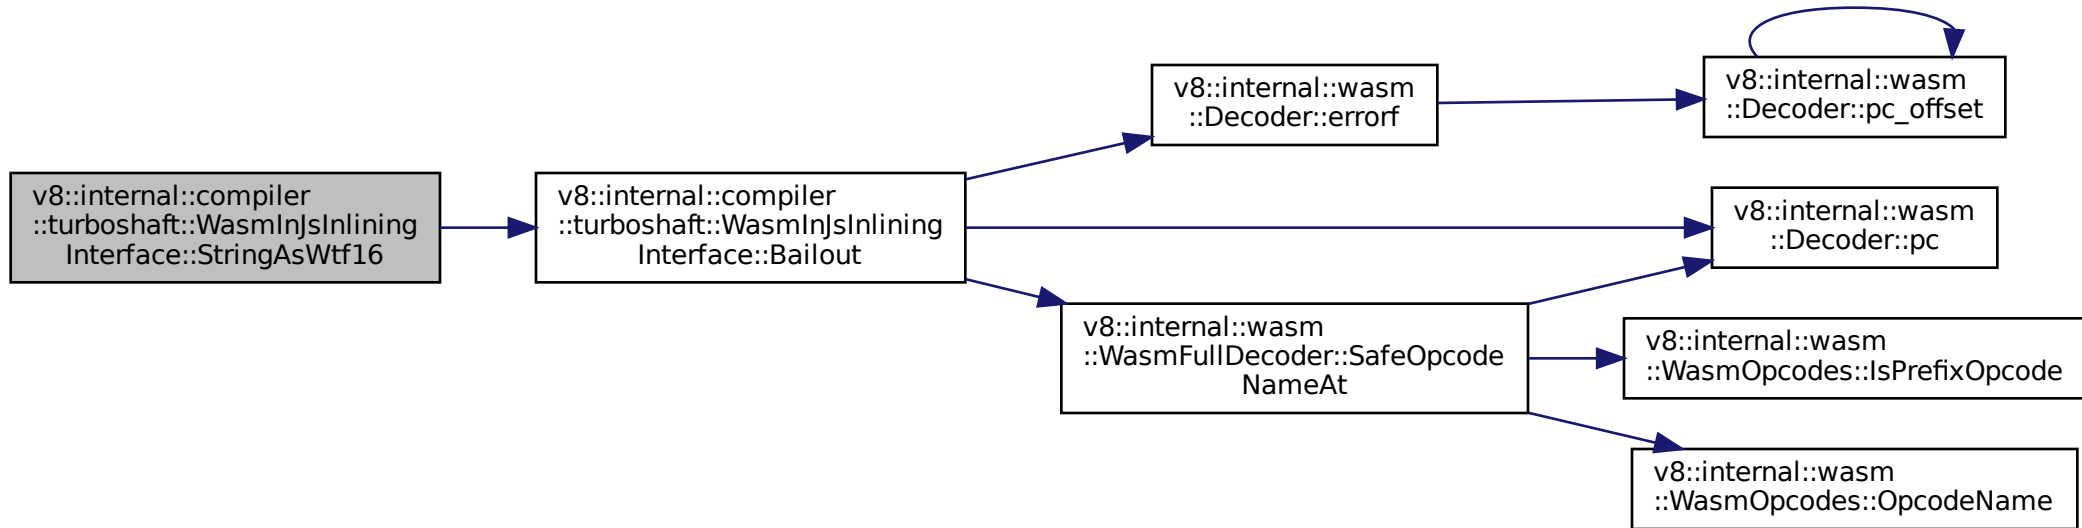 v8::internal::compiler
::turboshaft::WasmInJsInlining
Interface::StringAsWtf16
v8::internal::compiler
::turboshaft::WasmInJsInlining
Interface::Bailout
v8::internal::wasm
::Decoder::errorf
v8::internal::wasm
::Decoder::pc_offset
v8::internal::wasm
::Decoder::pc
v8::internal::wasm
::WasmFullDecoder::SafeOpcode
NameAt
v8::internal::wasm
::WasmOpcodes::IsPrefixOpcode
v8::internal::wasm
::WasmOpcodes::OpcodeName